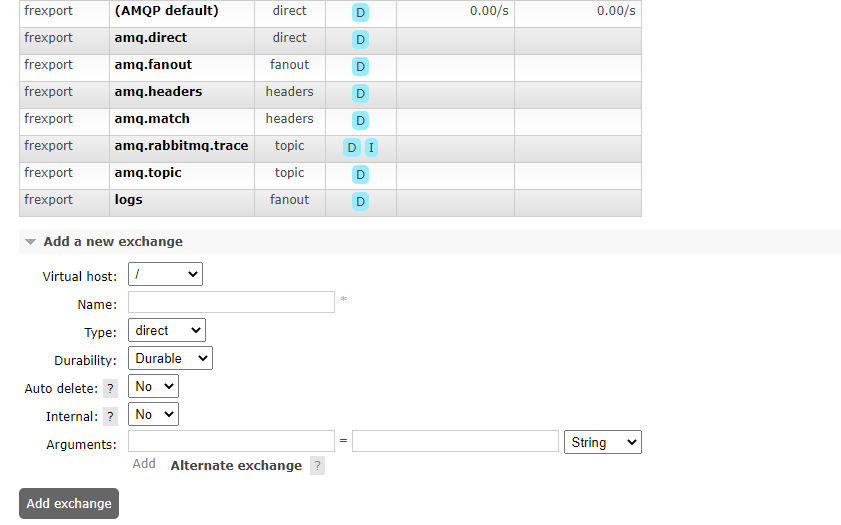 frexport (AMQP default) direct D 0.00/s 0.00/s
frexport amq.direct direct D
frexport amq.fanout fanout D
frexport amq.headers headers D
frexport amq.match headers D
frexport amq.rabbitmq.trace topic D I
frexport amq.topic topic D
frexport logs fanout D
Add a new exchange
Virtual host: /
Name: *
Type: direct
Durability: Durable
Auto delete: ? No
Internal: ? No
Arguments: = String
Add Alternate exchange ?
Add exchange